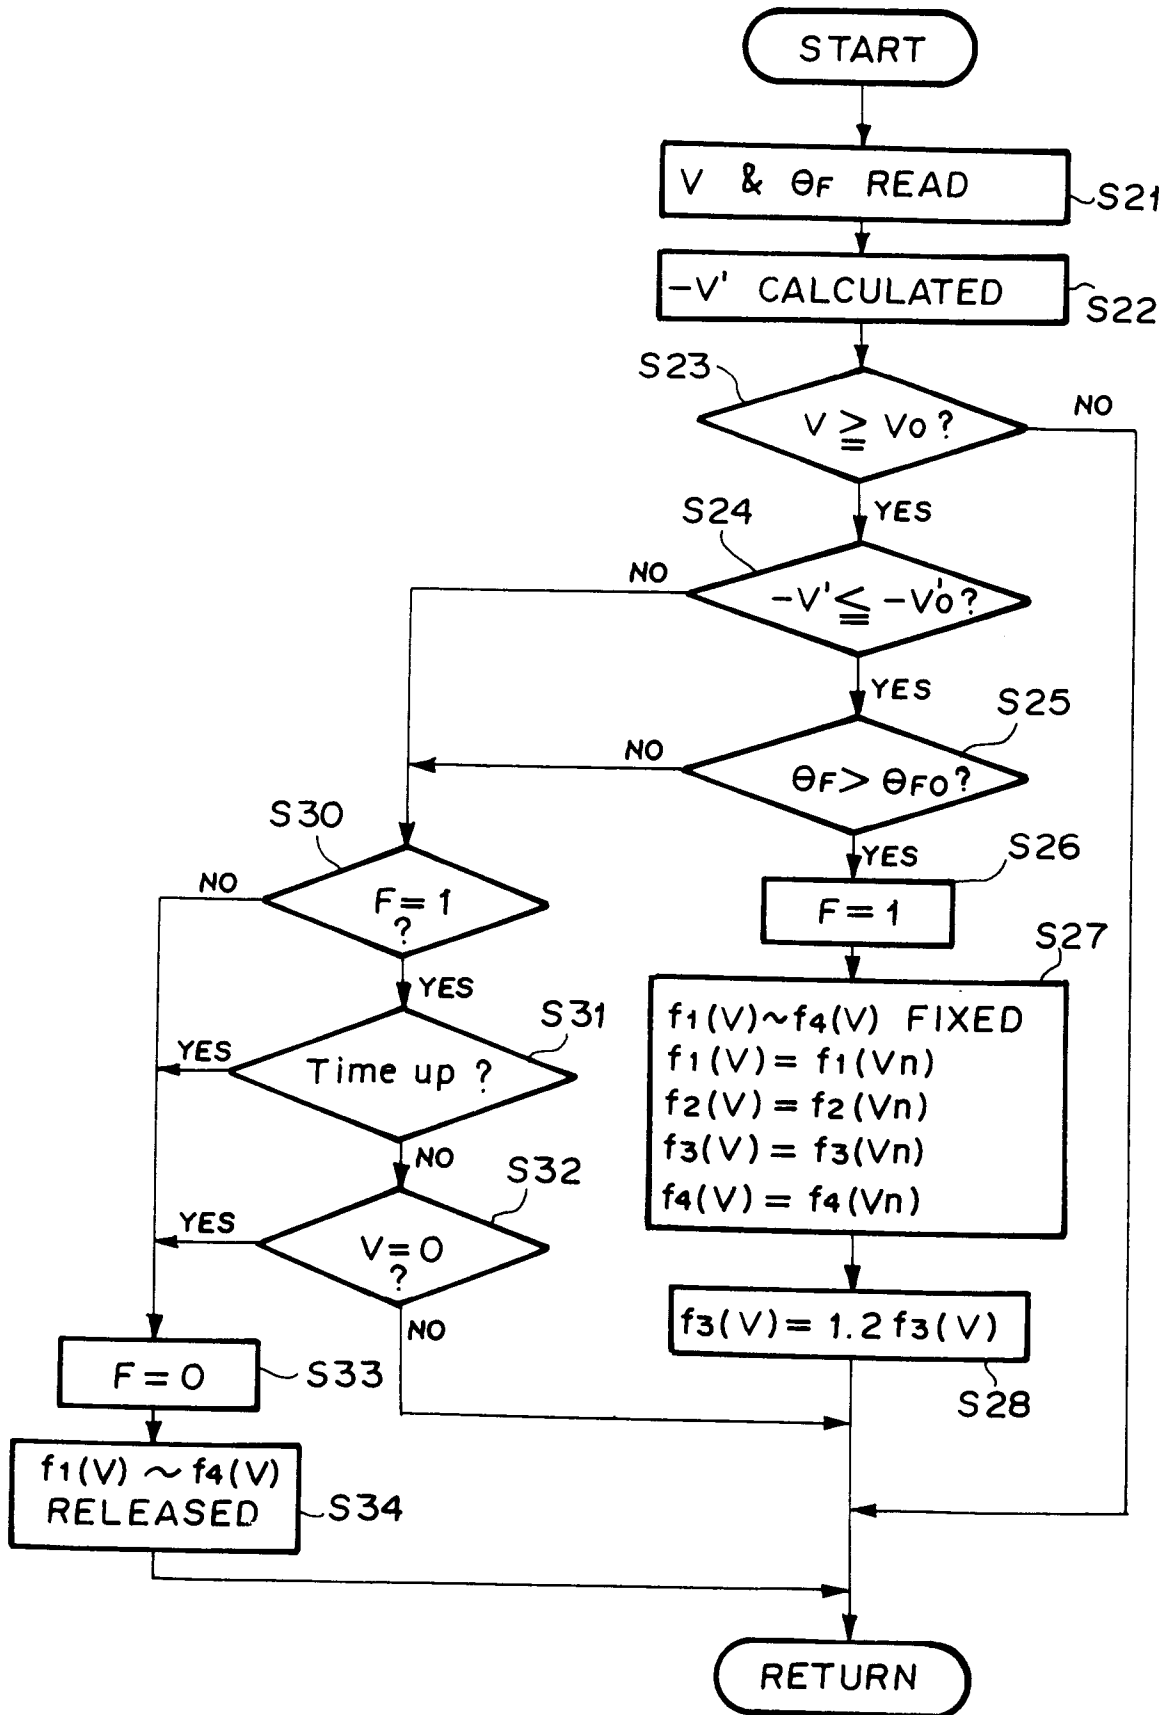 START
V & θF READ
S21
-V' CALCULATED
S22
S23
V ≧ V0 ?
NO
YES
S24
NO
-V' ≦ -V'0 ?
YES
S25
NO
θF > θF0 ?
YES
S30
NO
F = 1
?
YES
S26
F = 1
S27
f1(V)~f4(V) FIXED
f1(V) = f1(Vn)
f2(V) = f2(Vn)
f3(V) = f3(Vn)
f4(V) = f4(Vn)
S31
YES
Time up ?
NO
S32
YES
V = 0
?
NO
f3(V) = 1.2 f3(V)
S28
F = 0
S33
f1(V) ~ f4(V)
RELEASED
S34
RETURN